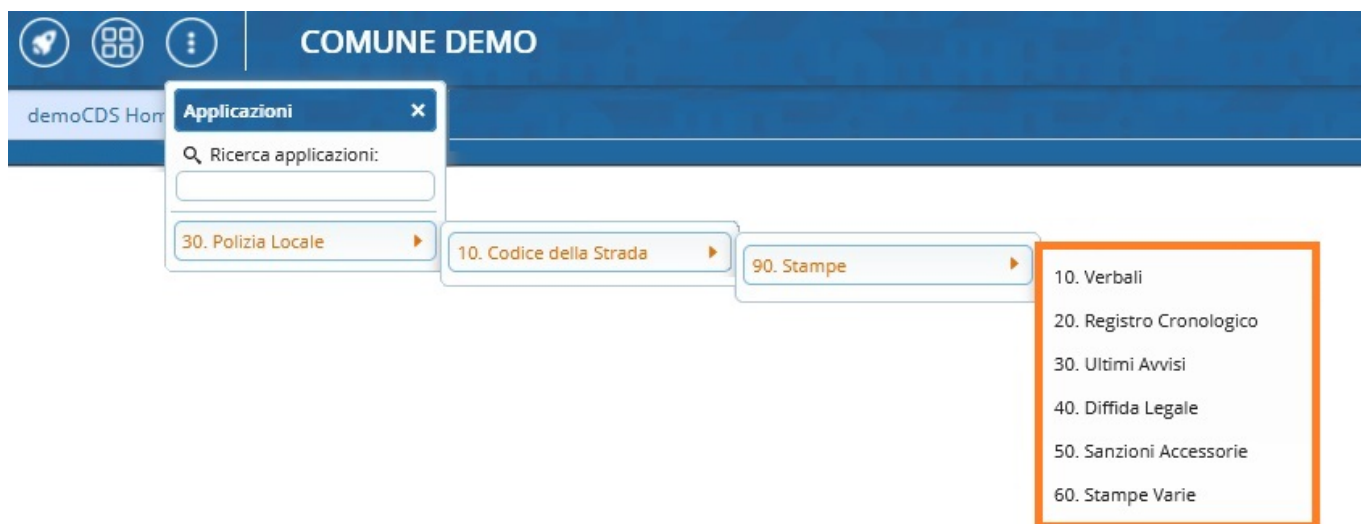 COMUNE DEMO
demoCDS Hom
Applicazioni
Ricerca applicazioni:
30. Polizia Locale
10. Codice della Strada
90. Stampe
10. Verbali
20. Registro Cronologico
30. Ultimi Avvisi
40. Diffida Legale
50. Sanzioni Accessorie
60. Stampe Varie